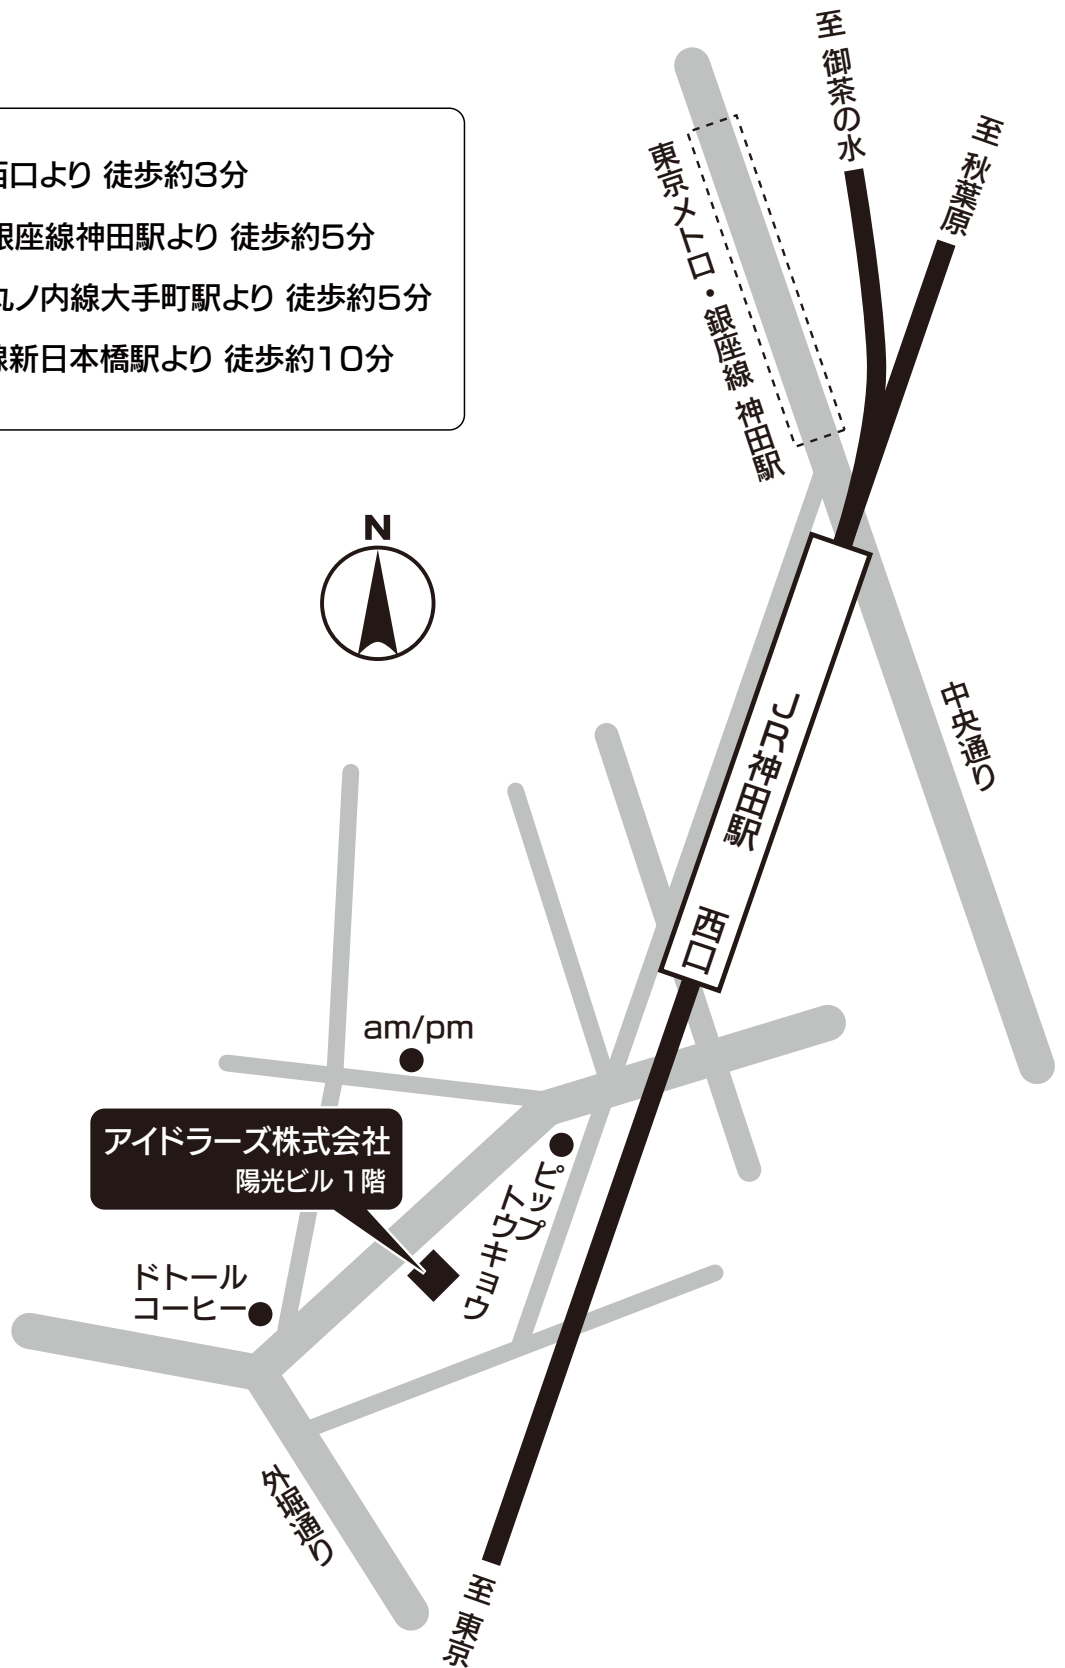 西口より 徒歩約3分
銀座線神田駅より 徒歩約5分
丸ノ内線大手町駅より 徒歩約5分
線新日本橋駅より 徒歩約10分
至 御茶の水
至 秋葉原
東京メトロ・銀座線 神田駅
N
JR神田駅 西口
中央通り
am/pm
アイドラーズ株式会社
陽光ビル 1階
ピップ
トウキョウ
ドトール
コーヒー
外堀通り
至 東京